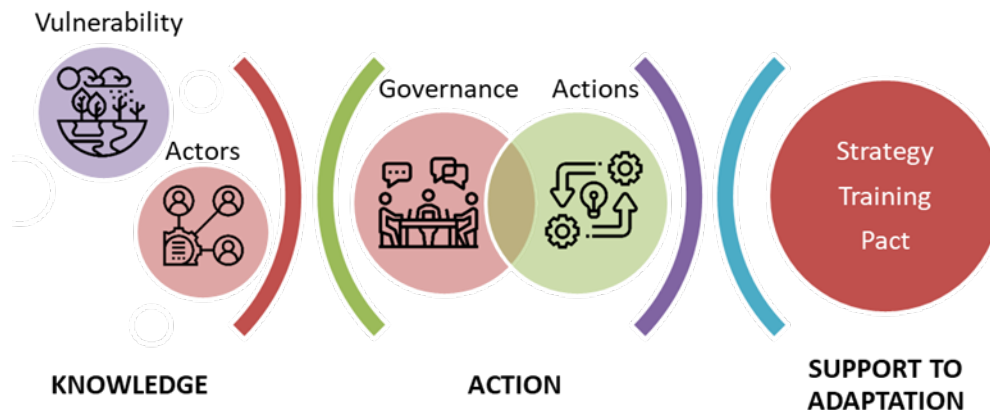 Vulnerability
Actors
Governance
Actions
Strategy
Training
Pact
KNOWLEDGE
ACTION
SUPPORT TO
ADAPTATION